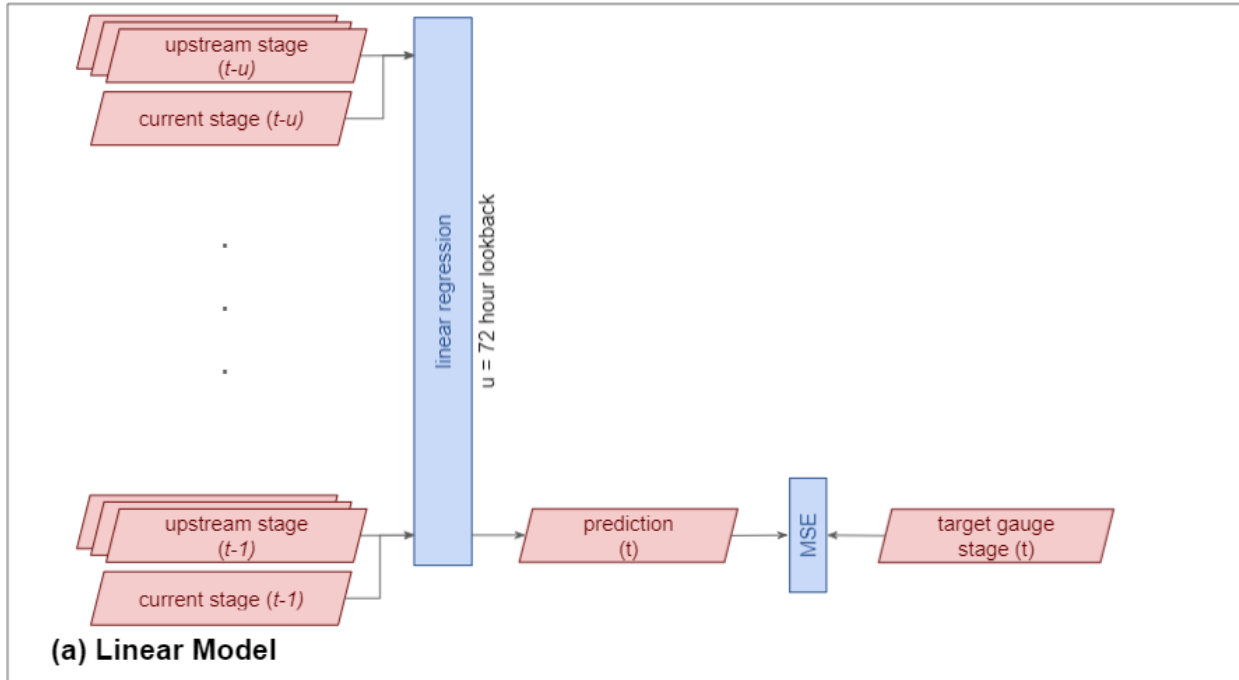 upstream stage
(t-u)
current stage (t-u)
linear regression
u = 72 hour lookback
upstream stage
(t-1)
current stage (t-1)
prediction
(t)
MSE
target gauge
stage (t)
(a) Linear Model